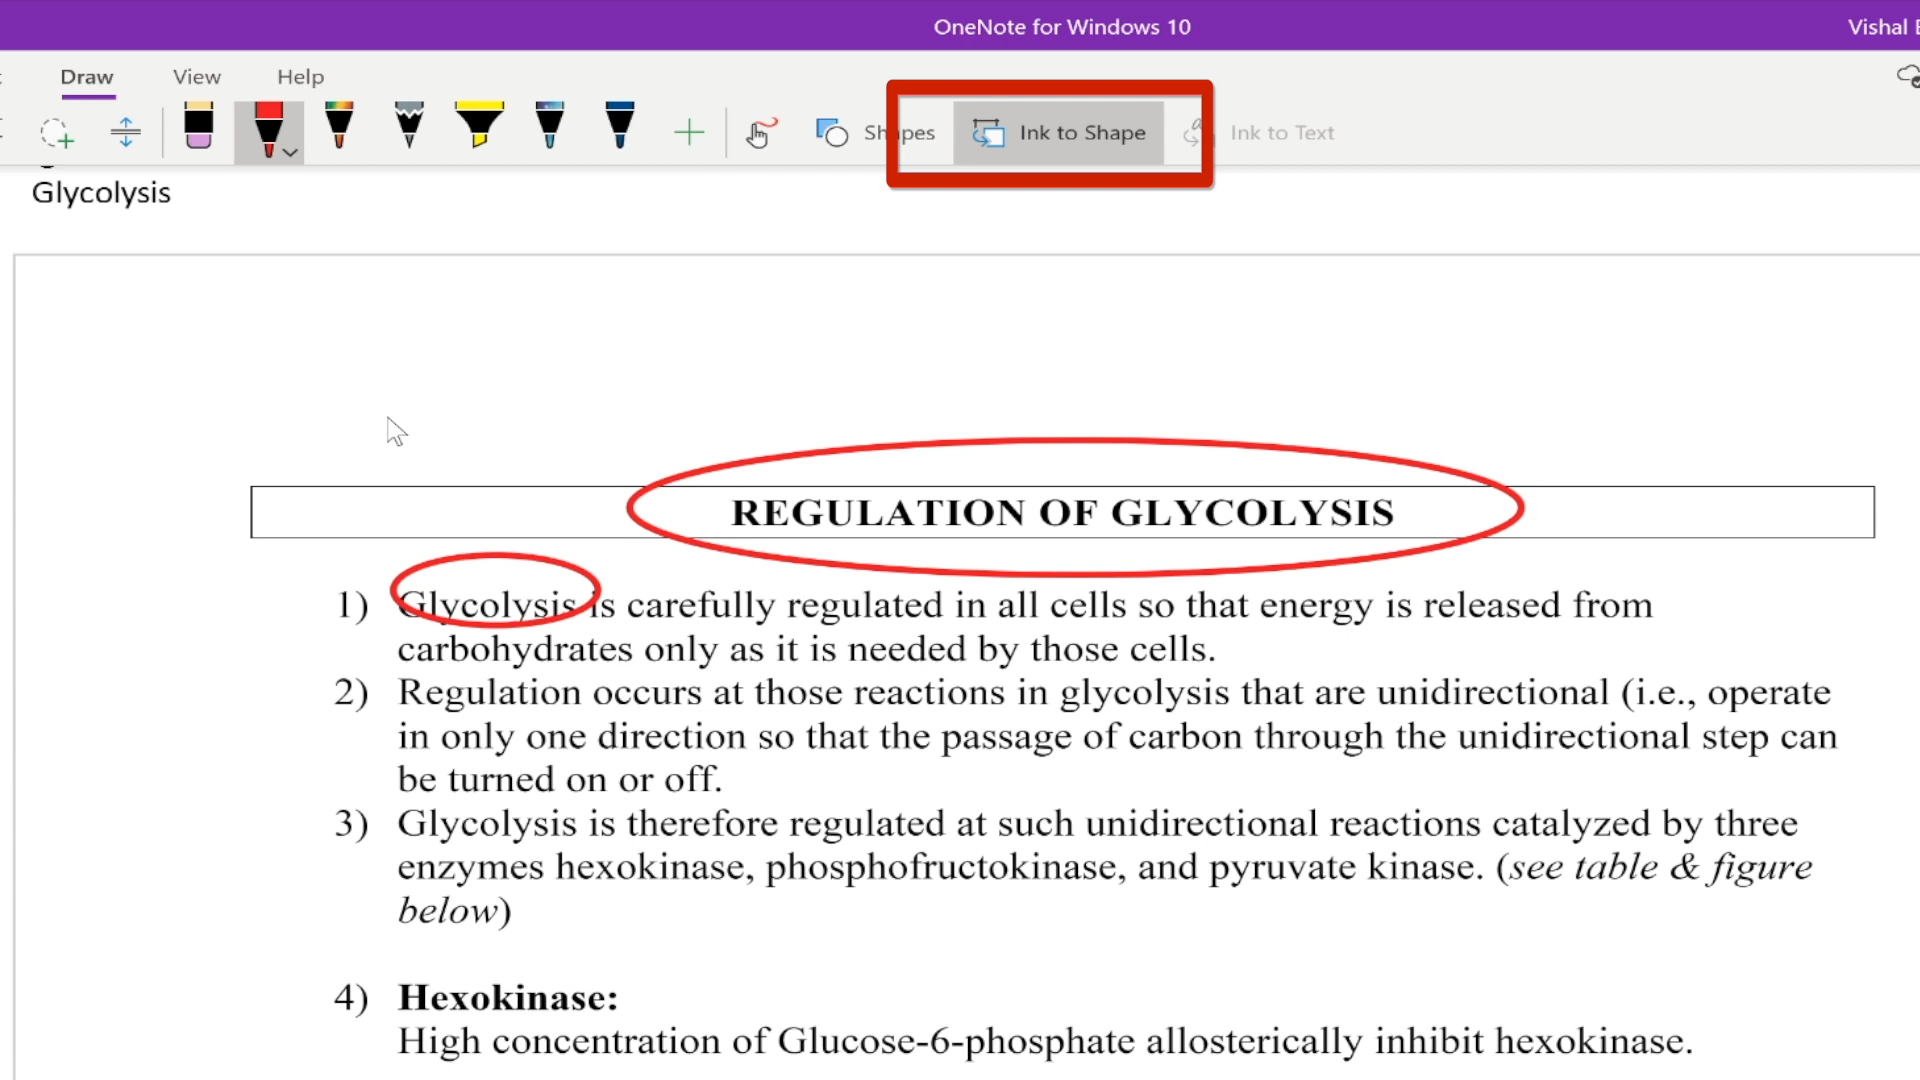 OneNote for Windows 10
Vishal
Draw View Help
Shapes Ink to Shape Ink to Text
Glycolysis
REGULATION OF GLYCOLYSIS
1) Glycolysis is carefully regulated in all cells so that energy is released from
carbohydrates only as it is needed by those cells.
2) Regulation occurs at those reactions in glycolysis that are unidirectional (i.e., operate
in only one direction so that the passage of carbon through the unidirectional step can
be turned on or off.
3) Glycolysis is therefore regulated at such unidirectional reactions catalyzed by three
enzymes hexokinase, phosphofructokinase, and pyruvate kinase. (see table & figure
below)
4) Hexokinase:
High concentration of Glucose-6-phosphate allosterically inhibit hexokinase.